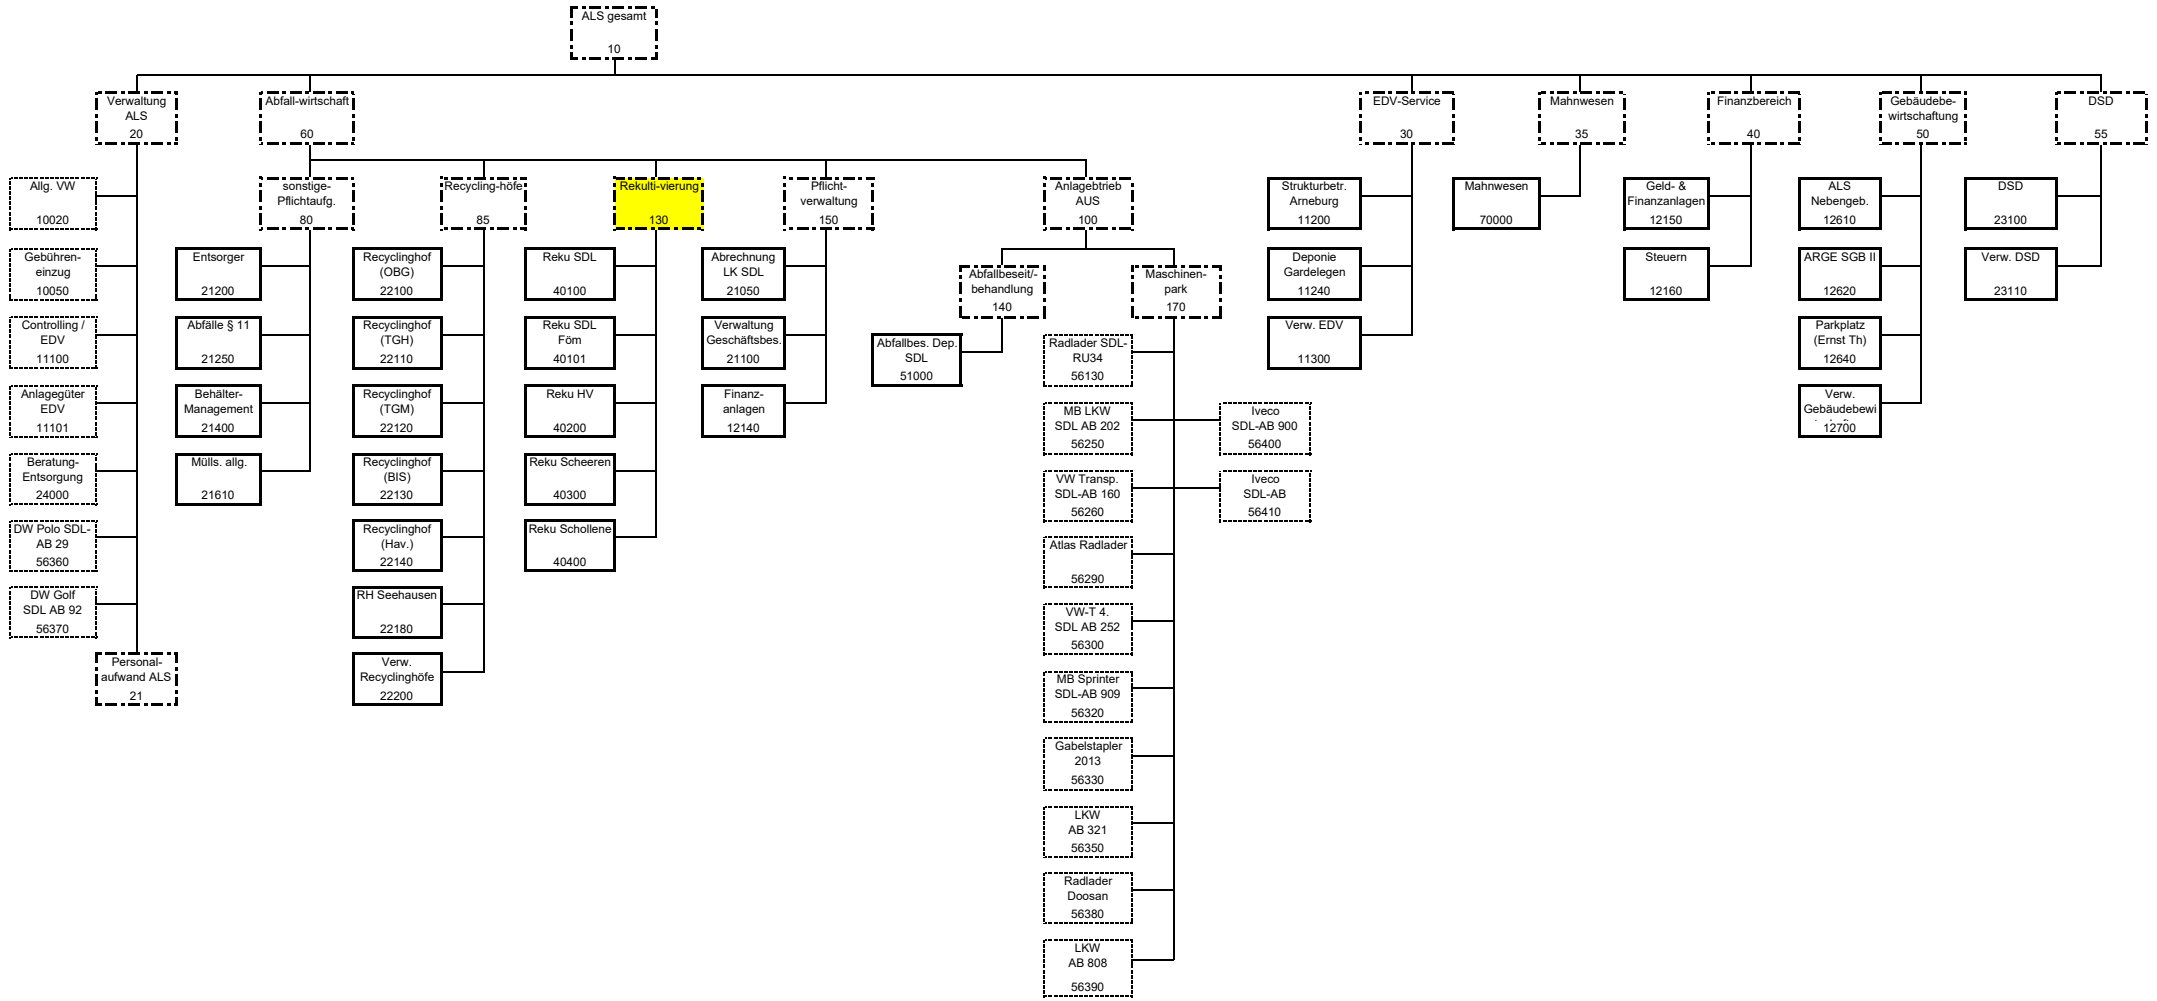 ALS gesamt
10
Verwaltung
ALS
20
Abfall-wirtschaft
60
EDV-Service
30
Mahnwesen
35
Finanzbereich
40
Gebäudebe-
wirtschaftung
50
DSD
55
Allg. VW
10020
Gebühren-
einzug
10050
Controlling /
EDV
11100
Anlagegüter
EDV
11101
Beratung-
Entsorgung
24000
DW Polo SDL-
AB 29
56360
DW Golf
SDL AB 92
56370
Personal-
aufwand ALS
21
sonstige-
Pflichtaufg.
80
Entsorger
21200
Abfälle § 11
21250
Behälter-
Management
21400
Mülls. allg.
21610
Recycling-höfe
85
Recyclinghof
(OBG)
22100
Recyclinghof
(TGH)
22110
Recyclinghof
(TGM)
22120
Recyclinghof
(BIS)
22130
Recyclinghof
(Hav.)
22140
RH Seehausen
22180
Verw.
Recyclinghöfe
22200
Rekulti-vierung
130
Reku SDL
40100
Reku SDL
Föm
40101
Reku HV
40200
Reku Scheeren
40300
Reku Schollene
40400
Pflicht-
verwaltung
150
Abrechnung
LK SDL
21050
Verwaltung
Geschäftsbes.
21100
Finanz-
anlagen
12140
Anlagebtrieb
AUS
100
Abfallbeseit/-
behandlung
140
Abfallbes. Dep.
SDL
51000
Maschinen-
park
170
Radlader SDL-
RU34
56130
MB LKW
SDL AB 202
56250
Iveco
SDL-AB 900
56400
VW Transp.
SDL-AB 160
56260
Iveco
SDL-AB
56410
Atlas Radlader
56290
VW-T 4.
SDL AB 252
56300
MB Sprinter
SDL-AB 909
56320
Gabelstapler
2013
56330
LKW
AB 321
56350
Radlader
Doosan
56380
LKW
AB 808
56390
Strukturbetr.
Arneburg
11200
Deponie
Gardelegen
11240
Verw. EDV
11300
Mahnwesen
70000
Geld- &
Finanzanlagen
12150
Steuern
12160
ALS
Nebengeb.
12610
ARGE SGB II
12620
Parkplatz
(Ernst Th)
12640
Verw.
Gebäudebewi
12700
DSD
23100
Verw. DSD
23110